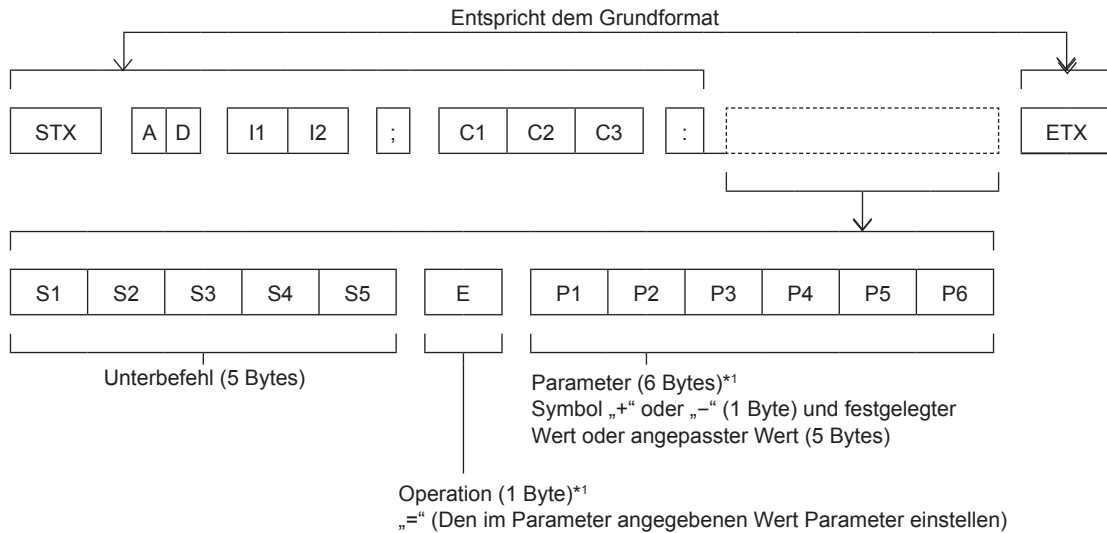 Entspricht dem Grundformat
STX A D I1 I2 ; C1 C2 C3 : ETX
S1 S2 S3 S4 S5 E P1 P2 P3 P4 P5 P6
Unterbefehl (5 Bytes)
Parameter (6 Bytes)*1
Symbol „+“ oder „−“ (1 Byte) und festgelegter
Wert oder angepasster Wert (5 Bytes)
Operation (1 Byte)*1
„=“ (Den im Parameter angegebenen Wert Parameter einstellen)